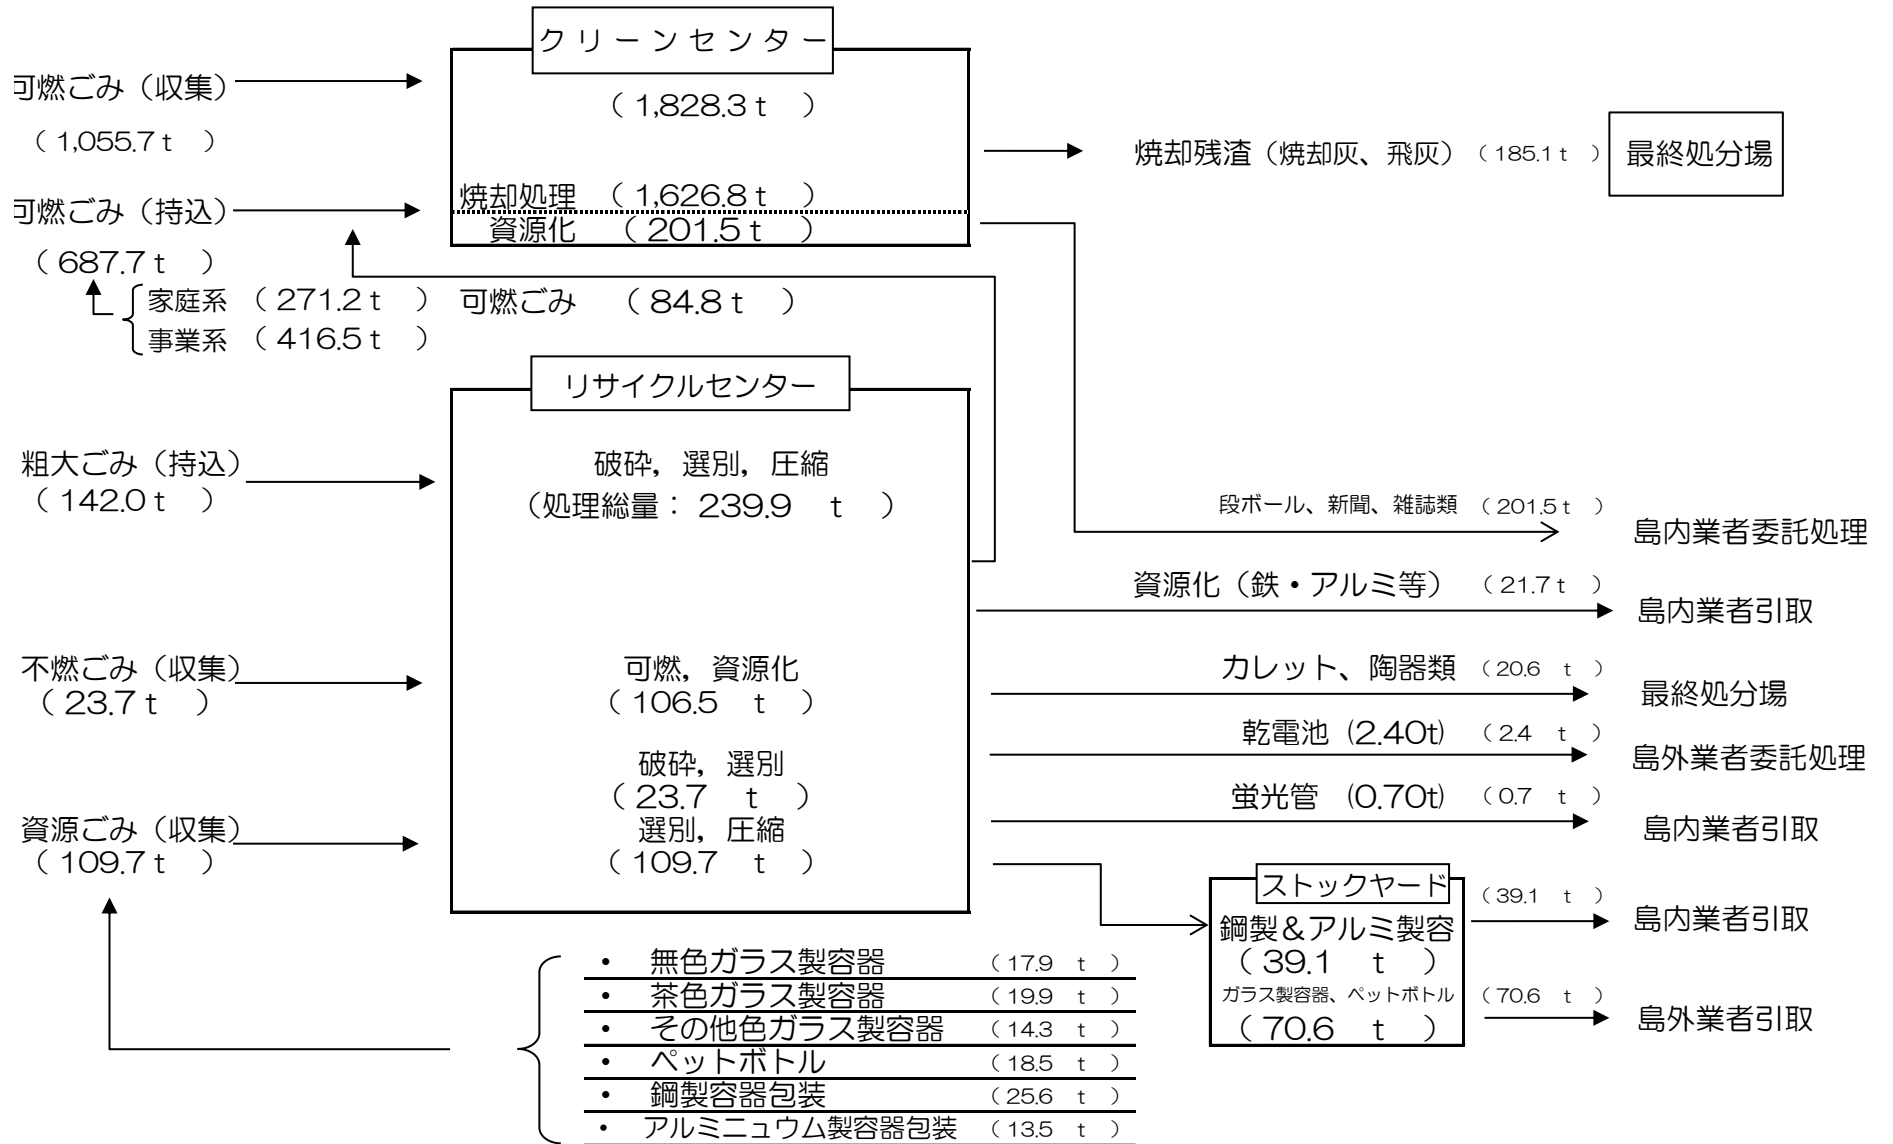 クリーンセンター
可燃ごみ（収集）
（ 1,055.7ｔ ）
（ 1,828.3ｔ ）
焼却残渣（焼却灰、飛灰）（ 185.1ｔ ）
最終処分場
焼却処理 （ 1,626.8ｔ ）
資源化 （ 201.5ｔ ）
可燃ごみ（持込）
（ 687.7ｔ ）
家庭系 （ 271.2ｔ ）
事業系 （ 416.5ｔ ）
可燃ごみ （ 84.8ｔ ）
リサイクルセンター
粗大ごみ（持込）
（ 142.0ｔ ）
破砕，選別，圧縮
（処理総量： 239.9 ｔ ）
段ボール、新聞、雑誌類 （ 201.5ｔ ）
島内業者委託処理
資源化（鉄・アルミ等） （ 21.7ｔ ）
島内業者引取
不燃ごみ（収集）
（ 23.7ｔ ）
可燃，資源化
（ 106.5 ｔ ）
カレット、陶器類 （ 20.6 ｔ ）
最終処分場
乾電池 (2.40t) （ 2.4 ｔ ）
島外業者委託処理
破砕，選別
（ 23.7 ｔ ）
蛍光管 (0.70t) （ 0.7 ｔ ）
島内業者引取
資源ごみ（収集）
（ 109.7ｔ ）
選別，圧縮
（ 109.7 ｔ ）
ストックヤード
鋼製＆アルミ製容
（ 39.1 ｔ ）
ガラス製容器、ペットボトル
（ 70.6 ｔ ）
（ 39.1 ｔ ）
島内業者引取
（ 70.6 ｔ ）
島外業者引取
・ 無色ガラス製容器 （ 17.9 ｔ ）
・ 茶色ガラス製容器 （ 19.9 ｔ ）
・ その他色ガラス製容器 （ 14.3 ｔ ）
・ ペットボトル （ 18.5 ｔ ）
・ 鋼製容器包装 （ 25.6 ｔ ）
・ アルミニュウム製容器包装 （ 13.5 ｔ ）